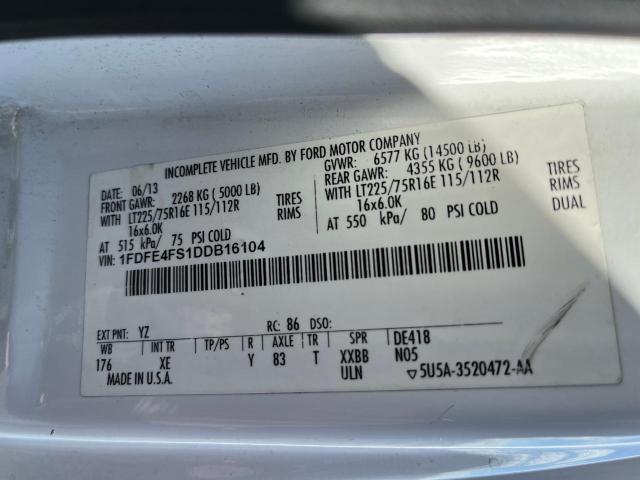 INCOMPLETE VEHICLE MFD. BY FORD MOTOR COMPANY
DATE: 06/13 GVWR: 6577 KG (14500 LB)
FRONT GAWR: 2268 KG ( 5000 LB) REAR GAWR: 4355 KG ( 9600 LB)
WITH LT225/75R16E 115/112R TIRES WITH LT225/75R16E 115/112R TIRES
16x6.0K RIMS 16x6.0K RIMS
AT 515 kPa/ 75 PSI COLD AT 550 kPa/ 80 PSI COLD DUAL
VIN: 1FDFE4FS1DDB16104
EXT PNT: YZ RC: 86 DSO:
WB INT TR TP/PS R AXLE TR SPR DE418
176 XE Y 83 T XXBB N05
MADE IN U.S.A. ULN ▽5U5A-3520472-AA